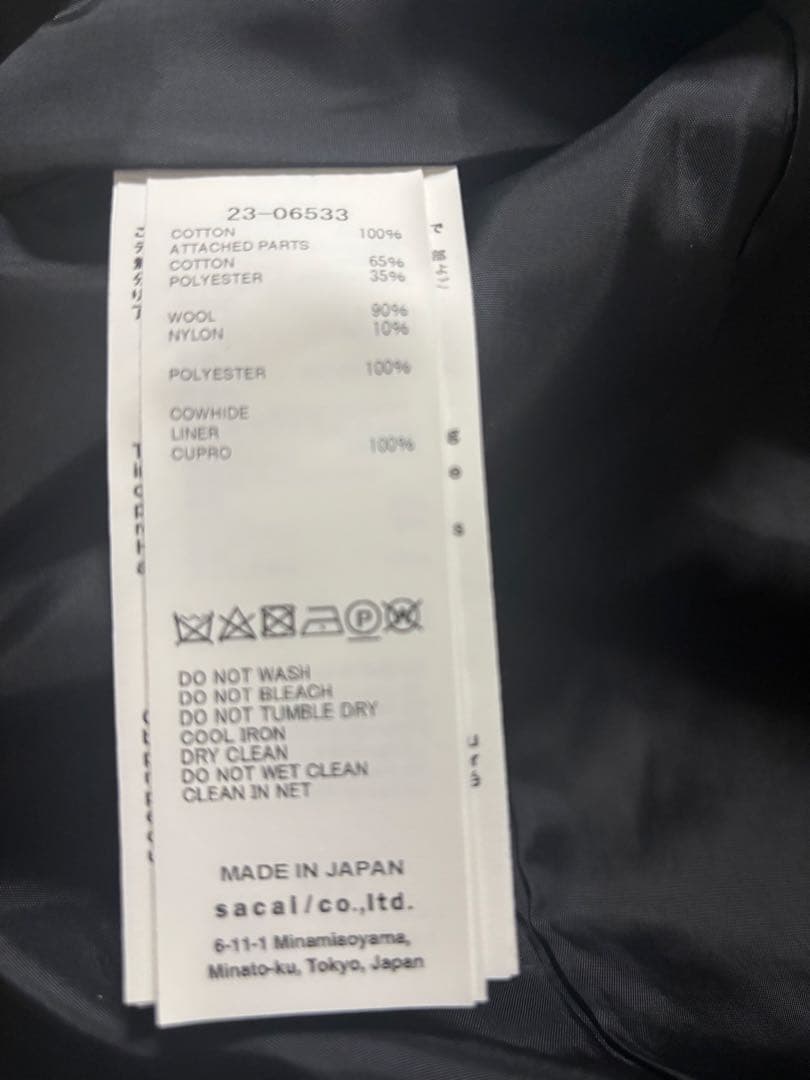 23-06533
COTTON 100%
ATTACHED PARTS
COTTON 65%
POLYESTER 35%
WOOL 90%
NYLON 10%
POLYESTER 100%
COWHIDE
LINER
CUPRO 100%
P W
DO NOT WASH
DO NOT BLEACH
DO NOT TUMBLE DRY
COOL IRON
DRY CLEAN
DO NOT WET CLEAN
CLEAN IN NET
MADE IN JAPAN
sacai/co.,ltd.
6-11-1 Minamiaoyama,
Minato-ku, Tokyo, Japan